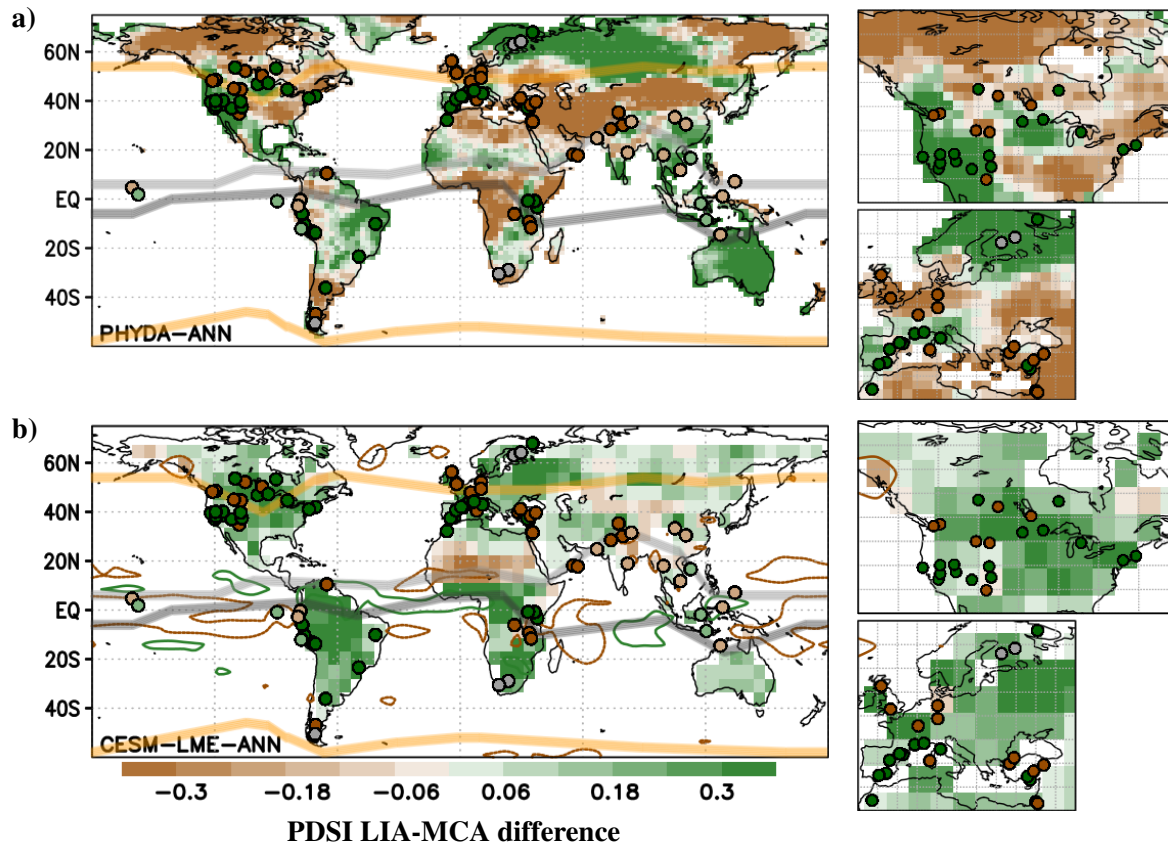 a)
60N
40N
20N
EQ
20S
40S
PHYDA-ANN
b)
60N
40N
20N
EQ
20S
40S
CESM-LME-ANN
-0.3 -0.18 -0.06 0.06 0.18 0.3
PDSI LIA-MCA difference